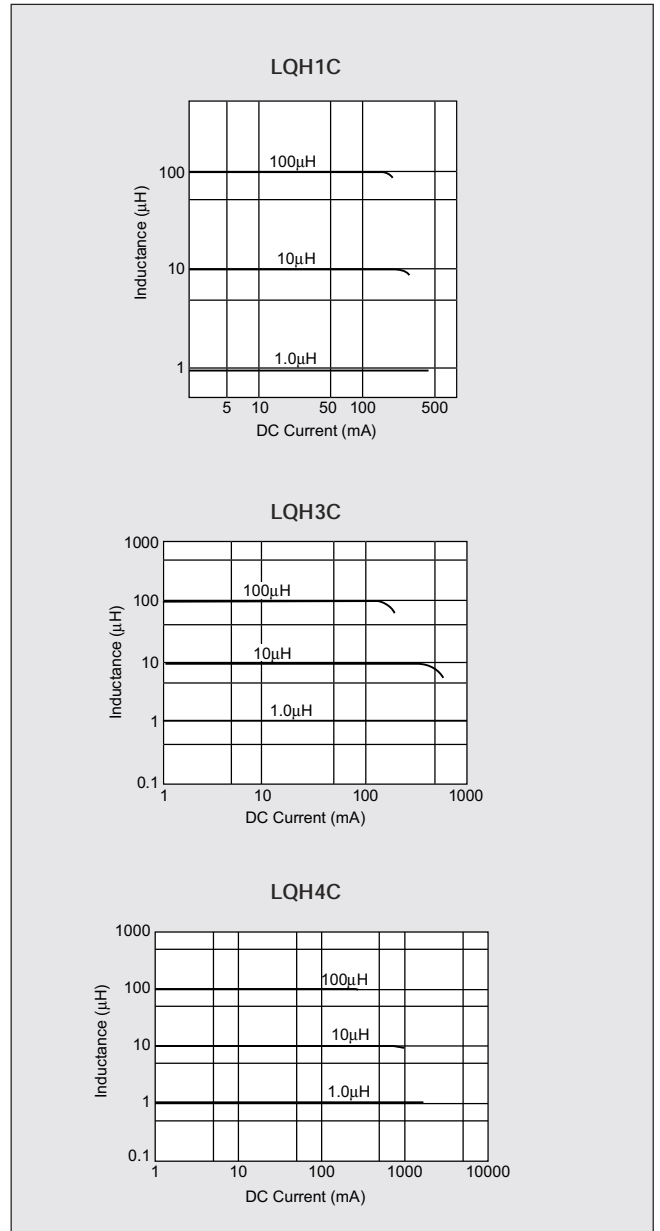 LQH1C
Inductance (μH)
100
10
1
100μH
10μH
1.0μH
5 10 50 100 500
DC Current (mA)
LQH3C
Inductance (μH)
1000
100
10
1
0.1
100μH
10μH
1.0μH
1 10 100 1000
DC Current (mA)
LQH4C
Inductance (μH)
1000
100
10
1
0.1
100μH
10μH
1.0μH
1 10 100 1000 10000
DC Current (mA)